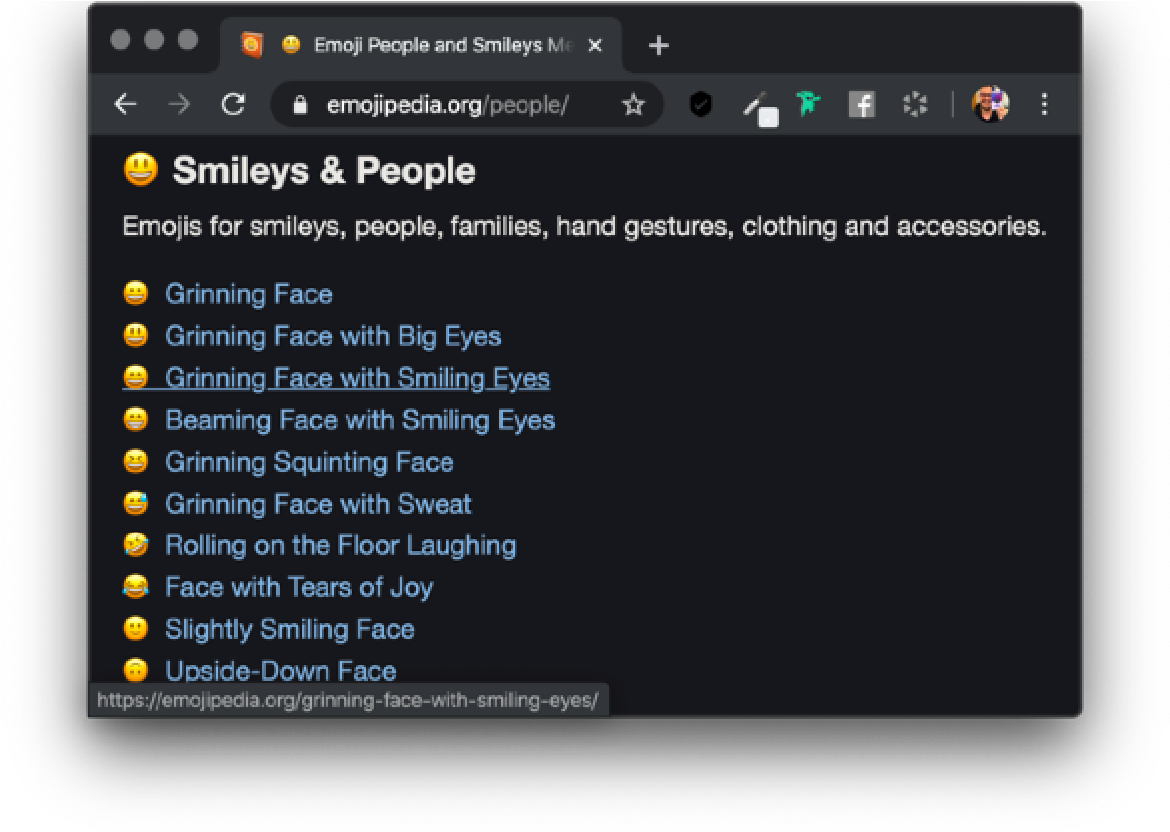 Emoji People and Smileys Me
emojipedia.org/people/
😃 Smileys & People
Emojis for smileys, people, families, hand gestures, clothing and accessories.
😀 Grinning Face
😃 Grinning Face with Big Eyes
😄 Grinning Face with Smiling Eyes
😁 Beaming Face with Smiling Eyes
😆 Grinning Squinting Face
😅 Grinning Face with Sweat
🤣 Rolling on the Floor Laughing
😂 Face with Tears of Joy
🙂 Slightly Smiling Face
🙃 Upside-Down Face
https://emojipedia.org/grinning-face-with-smiling-eyes/